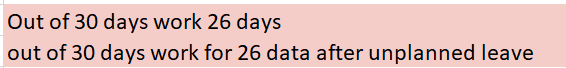 Out of 30 days work 26 days
out of 30 days work for 26 data after unplanned leave